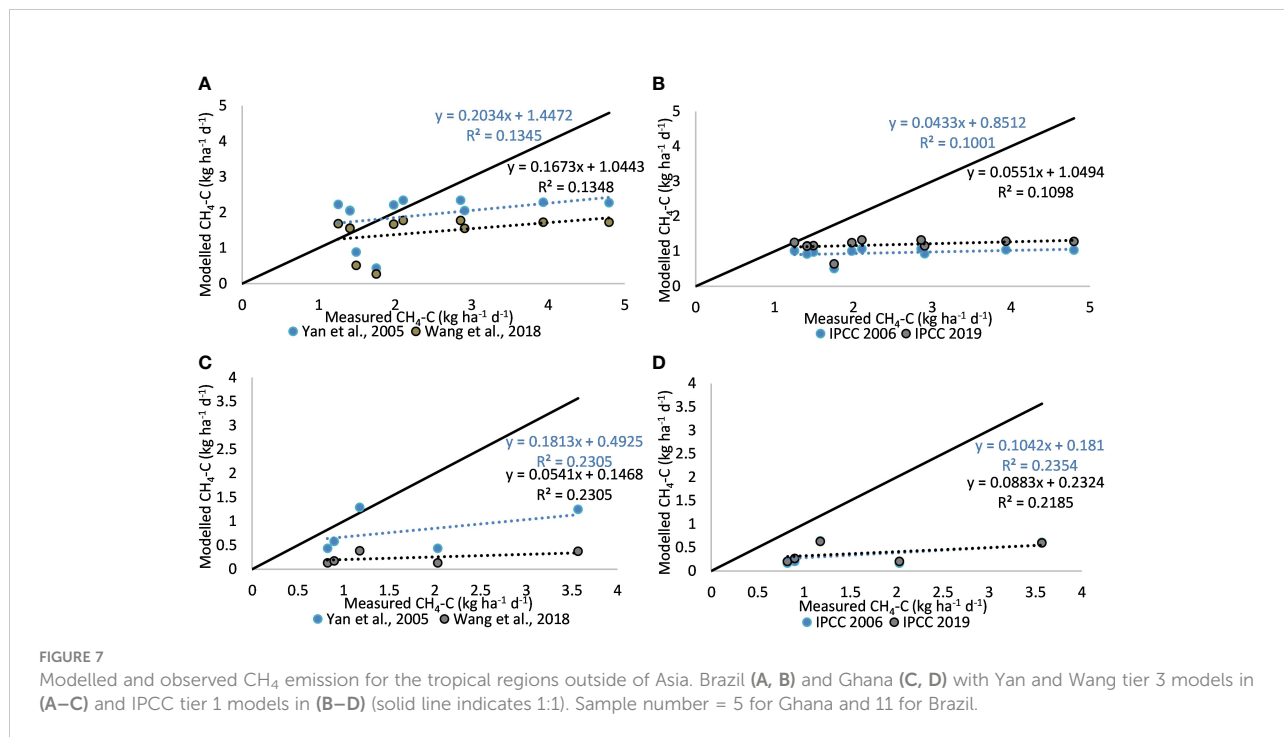 A
Modelled CH₄-C (kg ha⁻¹ d⁻¹)
5
4
3
2
1
0
0 1 2 3 4 5
y = 0.2034x + 1.4472
R² = 0.1345
y = 0.1673x + 1.0443
R² = 0.1348
Measured CH₄-C (kg ha⁻¹ d⁻¹)
Yan et al., 2005 Wang et al., 2018
B
Modelled CH₄-C (kg ha⁻¹ d⁻¹)
5
4
3
2
1
0
0 1 2 3 4 5
y = 0.0433x + 0.8512
R² = 0.1001
y = 0.0551x + 1.0494
R² = 0.1098
Measured CH₄-C (kg ha⁻¹ d⁻¹)
IPCC 2006 IPCC 2019
C
Modelled CH₄-C (kg ha⁻¹ d⁻¹)
4
3.5
3
2.5
2
1.5
1
0.5
0
0 0.5 1 1.5 2 2.5 3 3.5 4
y = 0.1813x + 0.4925
R² = 0.2305
y = 0.0541x + 0.1468
R² = 0.2305
Measured CH₄-C (kg ha⁻¹ d⁻¹)
Yan et al., 2005 Wang et al., 2018
D
Modelled CH₄-C (kg ha⁻¹ d⁻¹)
4
3.5
3
2.5
2
1.5
1
0.5
0
0 0.5 1 1.5 2 2.5 3 3.5 4
y = 0.1042x + 0.181
R² = 0.2354
y = 0.0883x + 0.2324
R² = 0.2185
Measured CH₄-C (kg ha⁻¹ d⁻¹)
IPCC 2006 IPCC 2019
FIGURE 7
Modelled and observed CH₄ emission for the tropical regions outside of Asia. Brazil (A, B) and Ghana (C, D) with Yan and Wang tier 3 models in
(A–C) and IPCC tier 1 models in (B–D) (solid line indicates 1:1). Sample number = 5 for Ghana and 11 for Brazil.